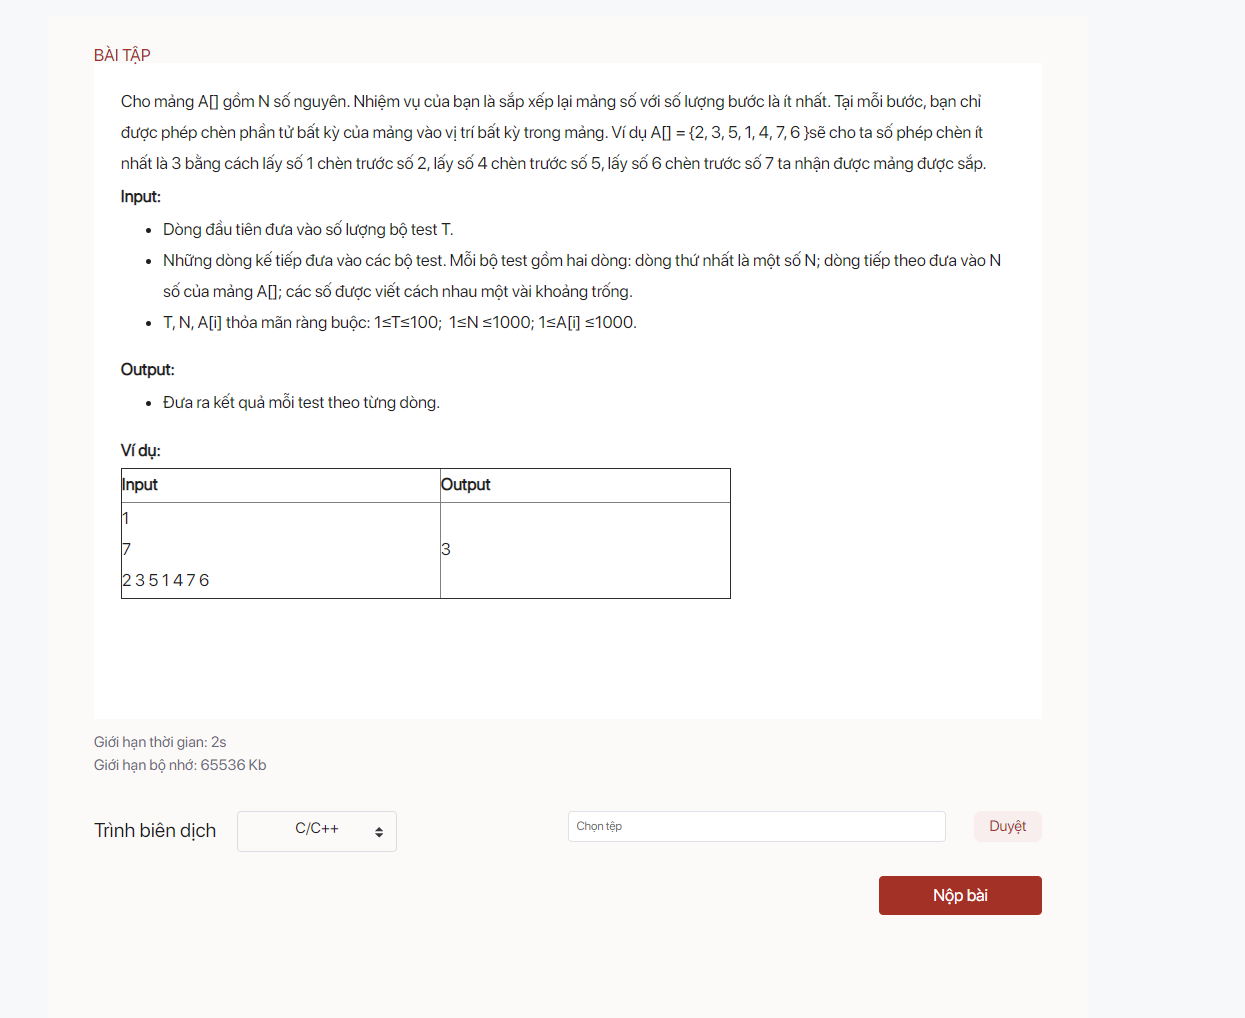 BÀI TẬP
Cho mảng A[] gồm N số nguyên. Nhiệm vụ của bạn là sắp xếp lại mảng số với số lượng bước là ít nhất. Tại mỗi bước, bạn chỉ
được phép chèn phần tử bất kỳ của mảng vào vị trí bất kỳ trong mảng. Ví dụ A[] = {2, 3, 5, 1, 4, 7, 6 }sẽ cho ta số phép chèn ít
nhất là 3 bằng cách lấy số 1 chèn trước số 2, lấy số 4 chèn trước số 5, lấy số 6 chèn trước số 7 ta nhận được mảng được sắp.
Input:
• Dòng đầu tiên đưa vào số lượng bộ test T.
• Những dòng kế tiếp đưa vào các bộ test. Mỗi bộ test gồm hai dòng: dòng thứ nhất là một số N; dòng tiếp theo đưa vào N
số của mảng A[]; các số được viết cách nhau một vài khoảng trống.
• T, N, A[i] thỏa mãn ràng buộc: 1≤T≤100; 1≤N ≤1000; 1≤A[i] ≤1000.
Output:
• Đưa ra kết quả mỗi test theo từng dòng.
Ví dụ:
Input Output
1
7 3
2 3 5 1 4 7 6
Giới hạn thời gian: 2s
Giới hạn bộ nhớ: 65536 Kb
Trình biên dịch C/C++ Chọn tệp Duyệt
Nộp bài